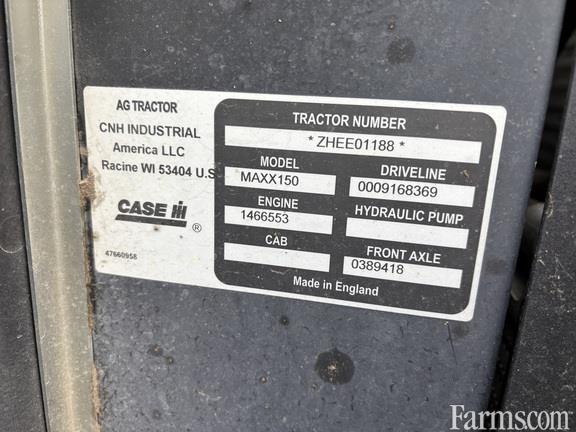 AG TRACTOR
CNH INDUSTRIAL
America LLC
Racine WI 53404 U.S
CASE IH
®
47660958
TRACTOR NUMBER
* ZHEE01188 *
MODEL
MAXX150
DRIVELINE
0009168369
ENGINE
1466553
HYDRAULIC PUMP
CAB
FRONT AXLE
0389418
Made in England
Farms.com